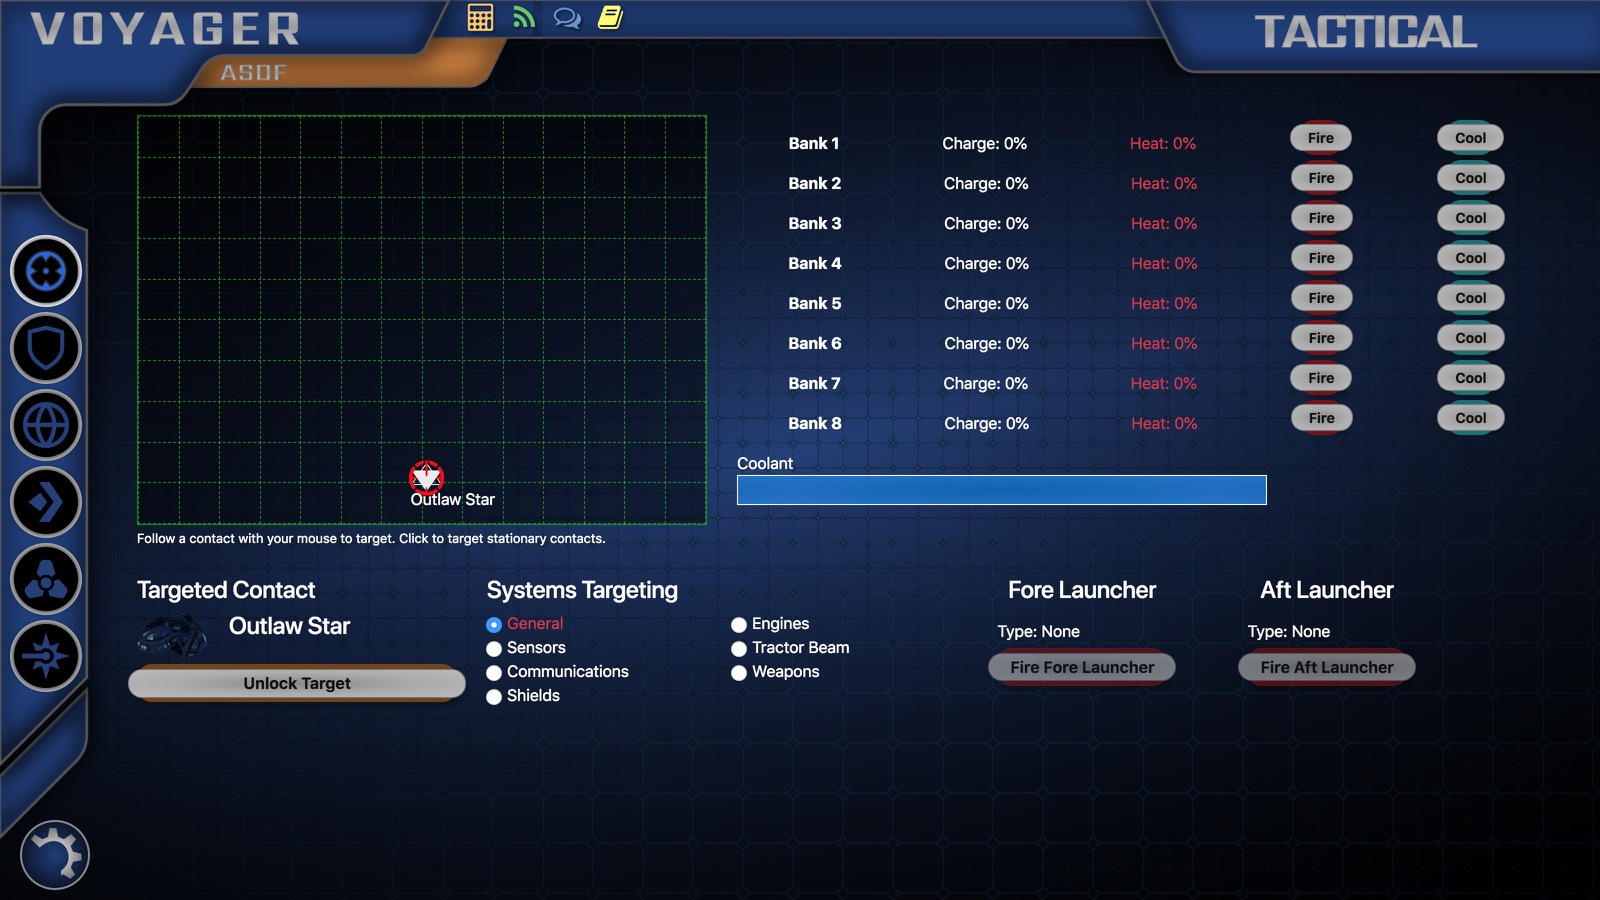 VOYAGER
TACTICAL
ASDF
Bank 1 Charge: 0% Heat: 0% Fire Cool
Bank 2 Charge: 0% Heat: 0% Fire Cool
Bank 3 Charge: 0% Heat: 0% Fire Cool
Bank 4 Charge: 0% Heat: 0% Fire Cool
Bank 5 Charge: 0% Heat: 0% Fire Cool
Bank 6 Charge: 0% Heat: 0% Fire Cool
Bank 7 Charge: 0% Heat: 0% Fire Cool
Bank 8 Charge: 0% Heat: 0% Fire Cool
Coolant
Outlaw Star
Follow a contact with your mouse to target. Click to target stationary contacts.
Targeted Contact
Outlaw Star
Unlock Target
Systems Targeting
General
Sensors
Communications
Shields
Engines
Tractor Beam
Weapons
Fore Launcher
Type: None
Fire Fore Launcher
Aft Launcher
Type: None
Fire Aft Launcher